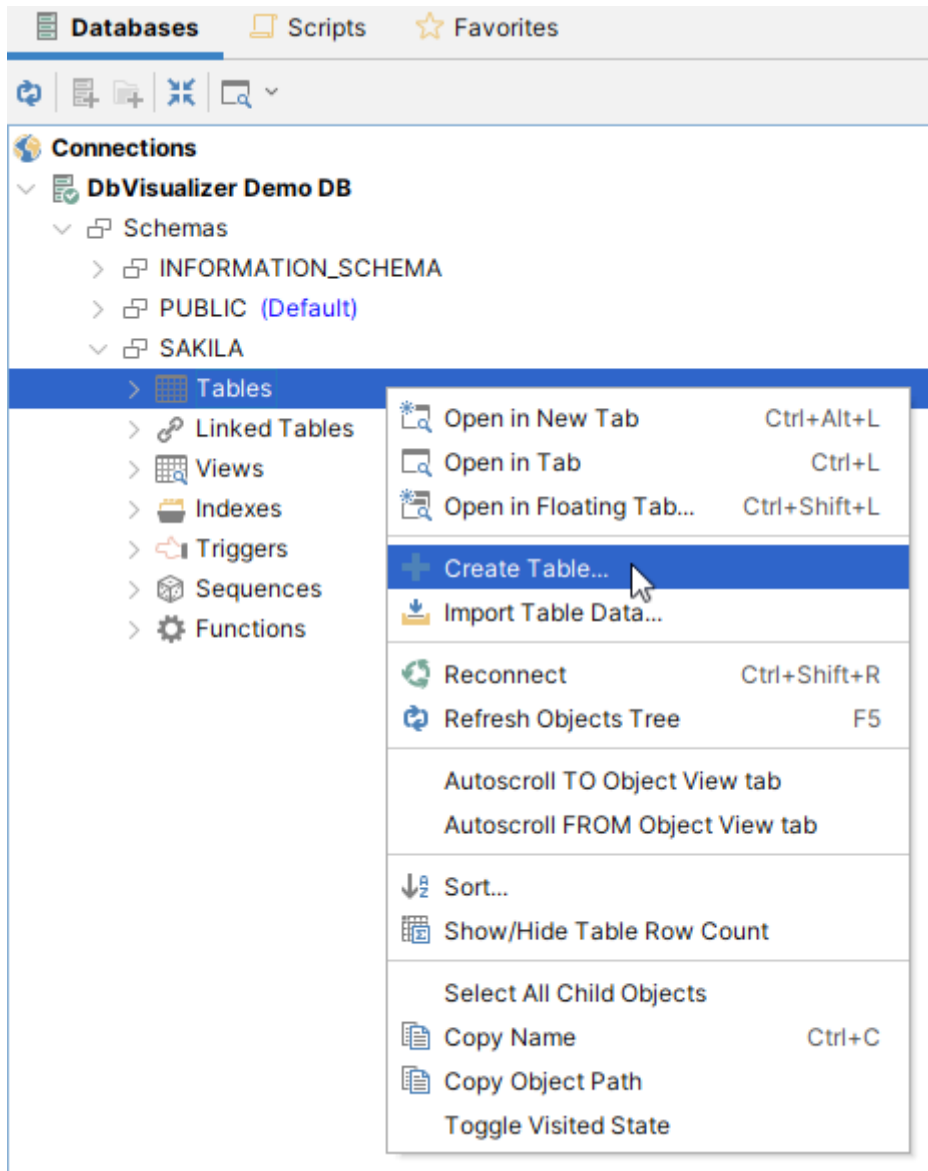 Databases Scripts Favorites
Connections
DbVisualizer Demo DB
Schemas
INFORMATION_SCHEMA
PUBLIC (Default)
SAKILA
Tables
Linked Tables
Views
Indexes
Triggers
Sequences
Functions
Open in New Tab Ctrl+Alt+L
Open in Tab Ctrl+L
Open in Floating Tab... Ctrl+Shift+L
Create Table...
Import Table Data...
Reconnect Ctrl+Shift+R
Refresh Objects Tree F5
Autoscroll TO Object View tab
Autoscroll FROM Object View tab
Sort...
Show/Hide Table Row Count
Select All Child Objects
Copy Name Ctrl+C
Copy Object Path
Toggle Visited State